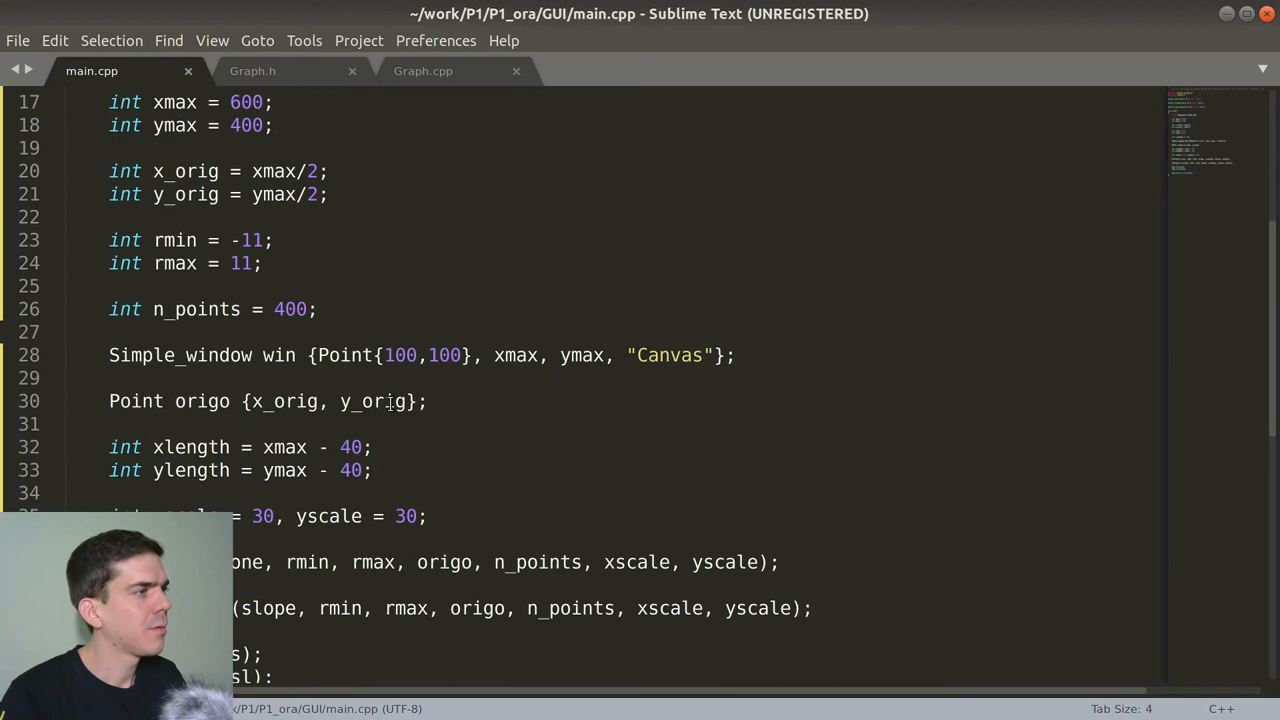 ~/work/P1/P1_ora/GUI/main.cpp - Sublime Text (UNREGISTERED)
File Edit Selection Find View Goto Tools Project Preferences Help
main.cpp Graph.h Graph.cpp
17 int xmax = 600;
18 int ymax = 400;
19
20 int x_orig = xmax/2;
21 int y_orig = ymax/2;
22
23 int rmin = -11;
24 int rmax = 11;
25
26 int n_points = 400;
27
28 Simple_window win {Point{100,100}, xmax, ymax, "Canvas"};
29
30 Point origo {x_orig, y_orig};
31
32 int xlength = xmax - 40;
33 int ylength = ymax - 40;
34
= 30, yscale = 30;
one, rmin, rmax, origo, n_points, xscale, yscale);
(slope, rmin, rmax, origo, n_points, xscale, yscale);
s);
sl);
k/P1/P1_ora/GUI/main.cpp (UTF-8) Tab Size: 4 C++